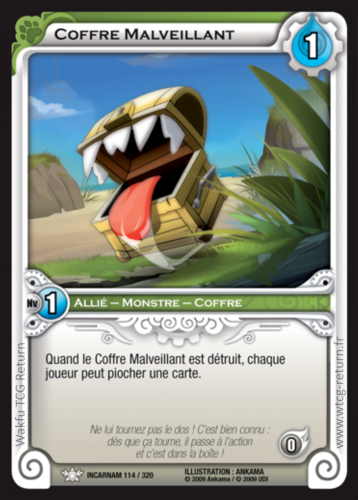 Coffre Malveillant
1
Nv 1
Allié – Monstre – Coffre
Quand le Coffre Malveillant est détruit, chaque
joueur peut piocher une carte.
Ne lui tournez pas le dos ! C'est bien connu :
dès que ça tourne, il passe à l'action
et c'est dans la boîte !
0
INCARNAM 114 / 320
ILLUSTRATION : ANKAMA
© 2009 Ankama / © 2009 UDI
Wakfu TCG Return
www.wtcg-return.fr